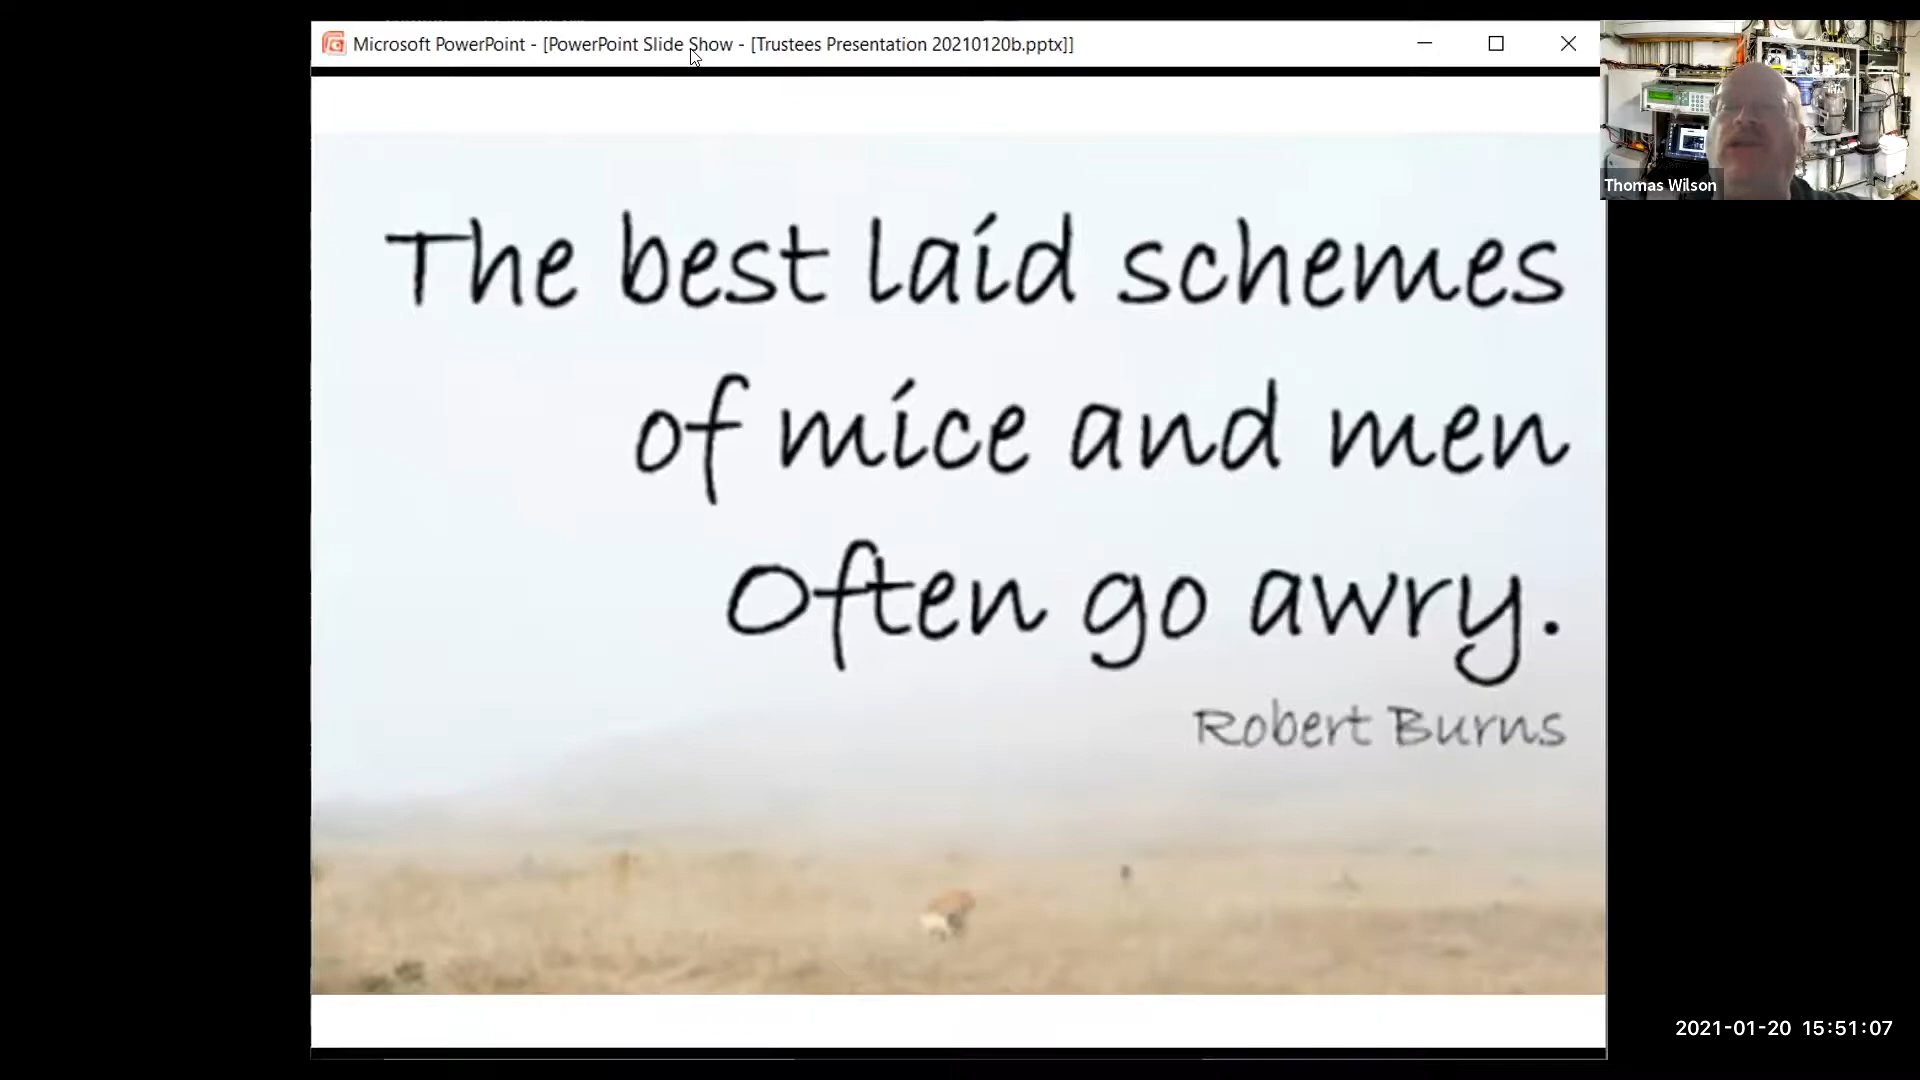 Microsoft PowerPoint - [PowerPoint Slide Show - [Trustees Presentation 20210120b.pptx]]
The best laid schemes
of mice and men
Often go awry.
Robert Burns
Thomas Wilson
2021-01-20 15:51:07